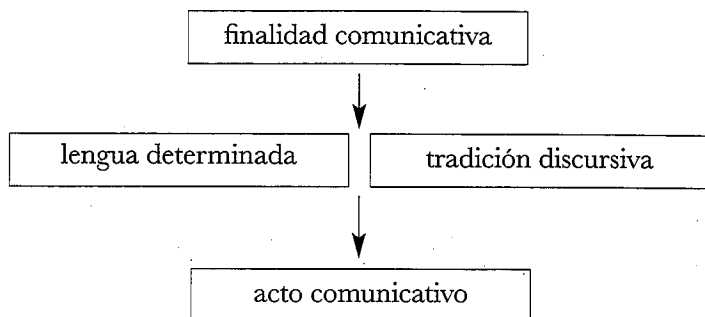 finalidad comunicativa
lengua determinada
tradición discursiva
acto comunicativo